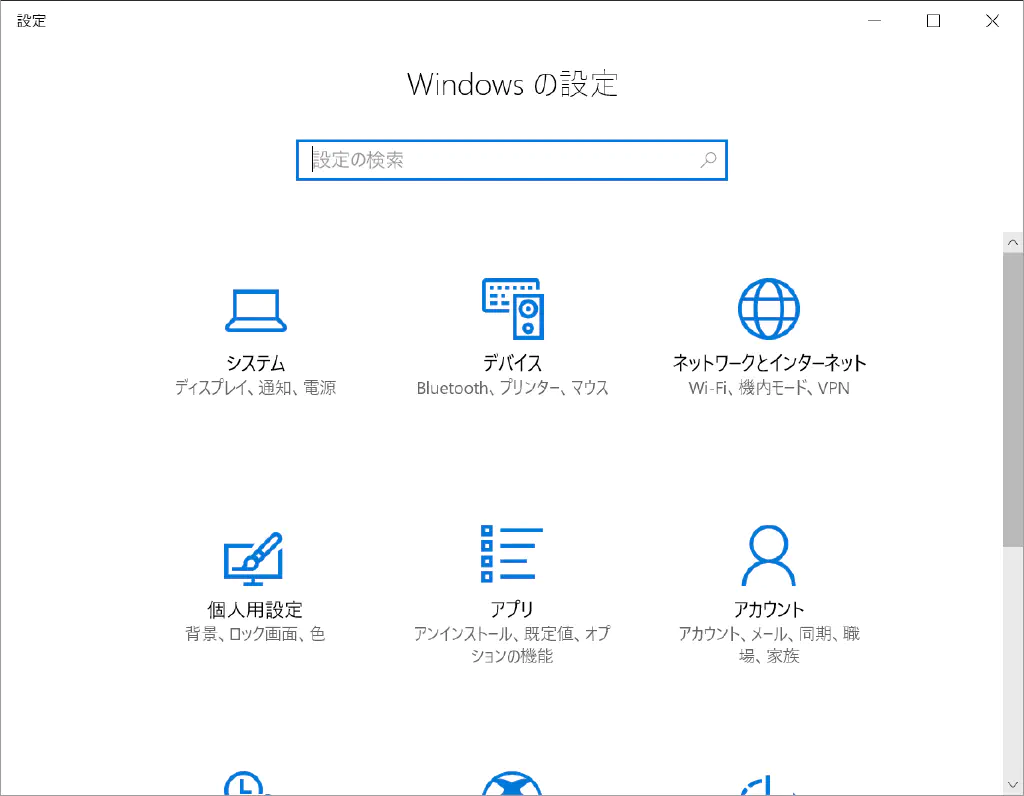 設定
Windows の設定
設定の検索
システム
ディスプレイ、通知、電源
デバイス
Bluetooth、プリンター、マウス
ネットワークとインターネット
Wi-Fi、機内モード、VPN
個人用設定
背景、ロック画面、色
アプリ
アンインストール、既定値、オプ
ションの機能
アカウント
アカウント、メール、同期、職
場、家族